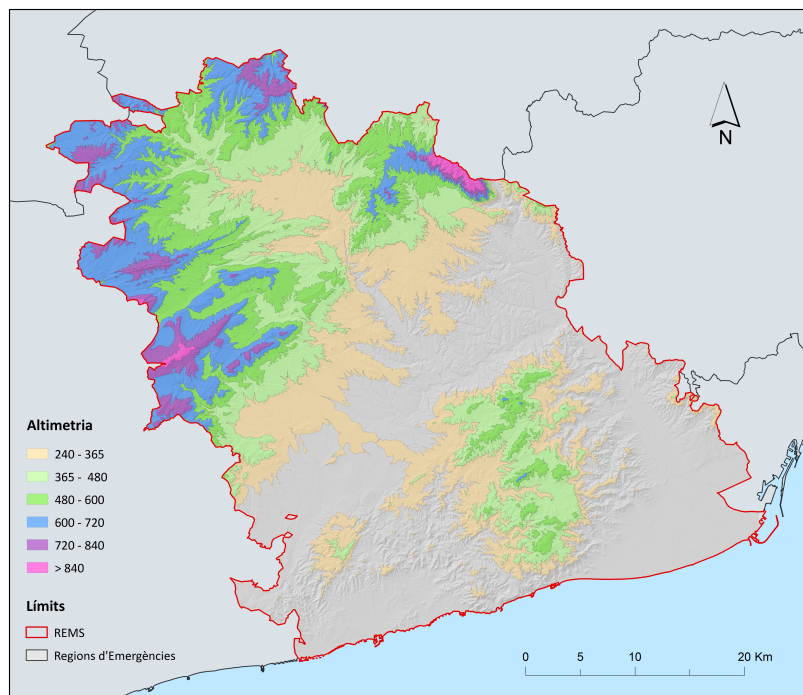 N
Altimetria
240 - 365
365 - 480
480 - 600
600 - 720
720 - 840
> 840
Límits
REMS
Regions d'Emergències
0 5 10 20 Km